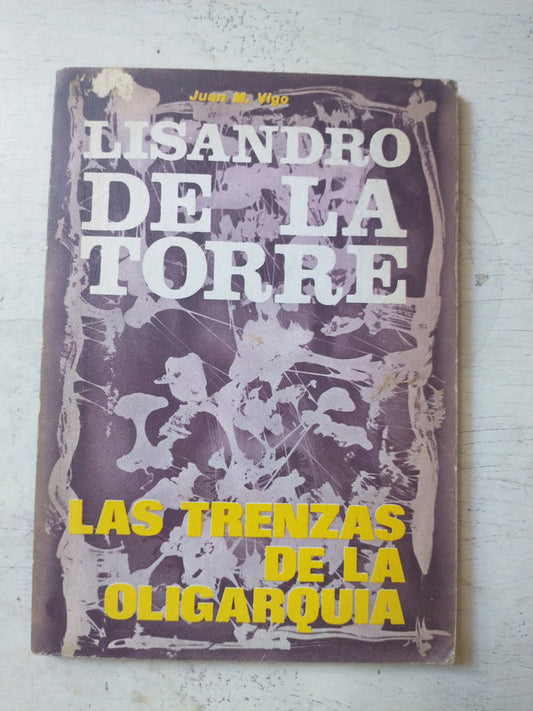 Juan M. Vigo
LISANDRO
DE LA
TORRE
LAS TRENZAS
DE LA
OLIGARQUIA